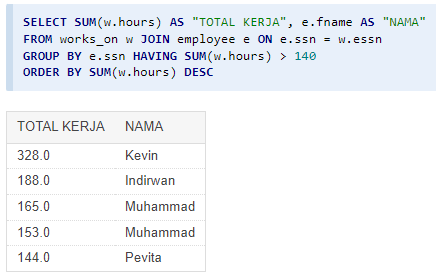 SELECT SUM(w.hours) AS "TOTAL KERJA", e.fname AS "NAMA"
FROM works_on w JOIN employee e ON e.ssn = w.essn
GROUP BY e.ssn HAVING SUM(w.hours) > 140
ORDER BY SUM(w.hours) DESC
TOTAL KERJA NAMA
328.0 Kevin
188.0 Indirwan
165.0 Muhammad
153.0 Muhammad
144.0 Pevita